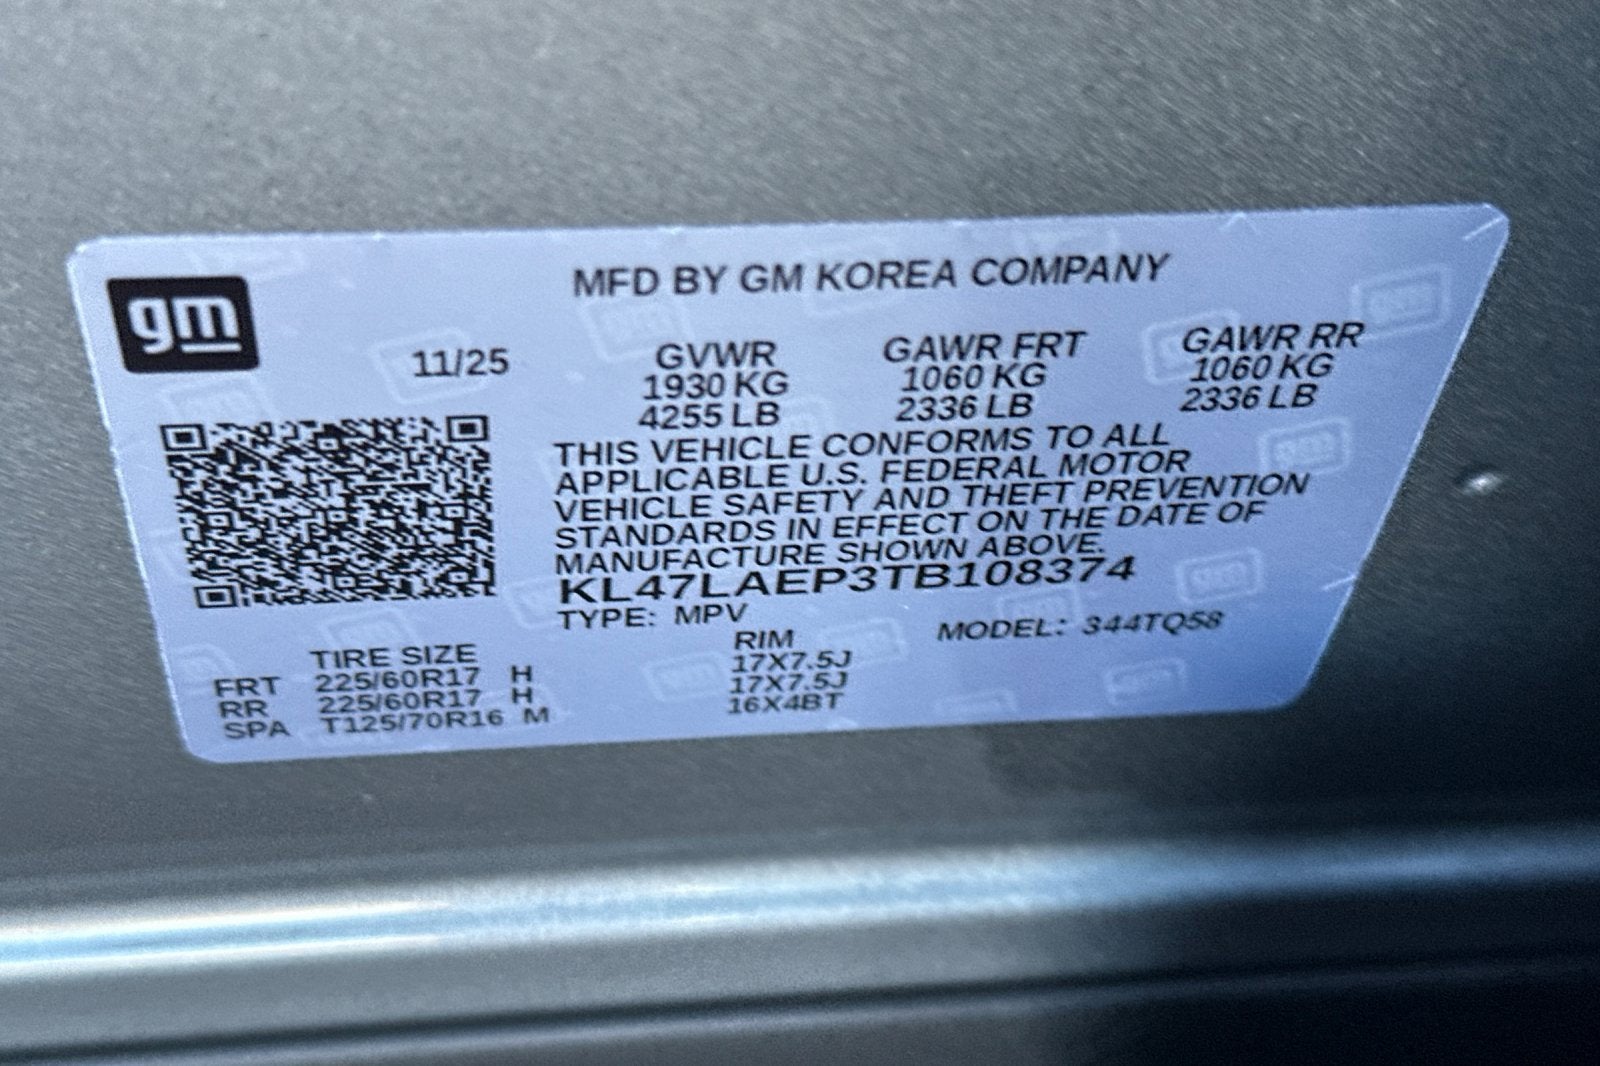 gm
MFD BY GM KOREA COMPANY
11/25
GVWR GAWR FRT GAWR RR
1930 KG 1060 KG 1060 KG
4255 LB 2336 LB 2336 LB
THIS VEHICLE CONFORMS TO ALL
APPLICABLE U.S. FEDERAL MOTOR
VEHICLE SAFETY AND THEFT PREVENTION
STANDARDS IN EFFECT ON THE DATE OF
MANUFACTURE SHOWN ABOVE.
KL47LAEP3TB108374
TYPE: MPV MODEL: 344TQ58
TIRE SIZE RIM
FRT 225/60R17 H 17X7.5J
RR 225/60R17 H 17X7.5J
SPA T125/70R16 M 16X4BT